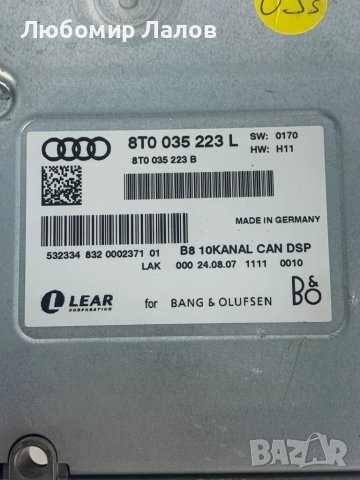 Любомир Лалов
8T0 035 223 L SW: 0170
8T0 035 223 B HW: H11
MADE IN GERMANY
532334 832 0002371 01 B8 10KANAL CAN DSP
LAK 000 24.08.07 1111 0010
LEAR
CORPORATION
for BANG & OLUFSEN B&O
BAZAR